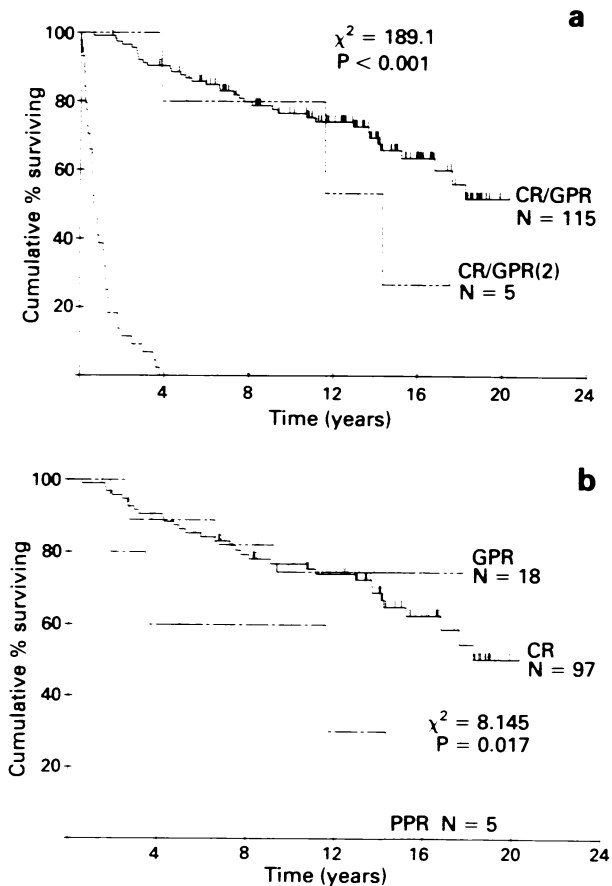 a
χ² = 189.1
P < 0.001
Cumulative % surviving
100
80
60
40
20
CR/GPR
N = 115
CR/GPR(2)
N = 5
4
8
12
16
20
24
Time (years)
b
Cumulative % surviving
100
80
60
40
20
GPR
N = 18
CR
N = 97
χ² = 8.145
P = 0.017
PPR N = 5
4
8
12
16
20
24
Time (years)